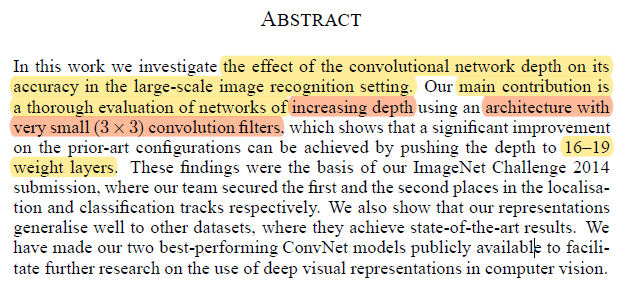 ABSTRACT
In this work we investigate the effect of the convolutional network depth on its
accuracy in the large-scale image recognition setting. Our main contribution is
a thorough evaluation of networks of increasing depth using an architecture with
very small (3 × 3) convolution filters, which shows that a significant improvement
on the prior-art configurations can be achieved by pushing the depth to 16–19
weight layers. These findings were the basis of our ImageNet Challenge 2014
submission, where our team secured the first and the second places in the localisa-
tion and classification tracks respectively. We also show that our representations
generalise well to other datasets, where they achieve state-of-the-art results. We
have made our two best-performing ConvNet models publicly available to facili-
tate further research on the use of deep visual representations in computer vision.